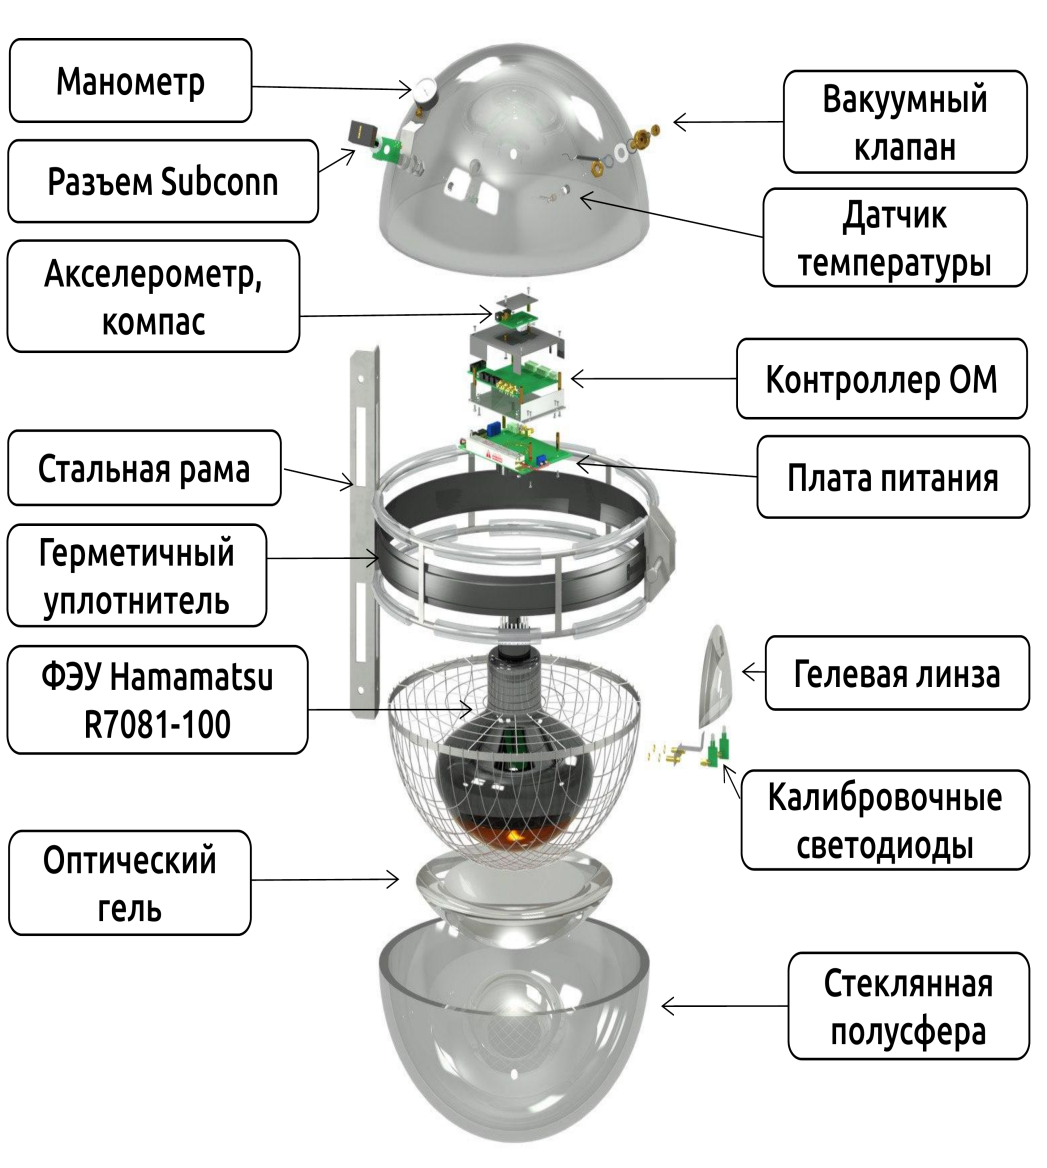 Манометр
Вакуумный
клапан
Разъем Subconn
Датчик
температуры
Акселерометр,
компас
Контроллер ОМ
Стальная рама
Плата питания
Герметичный
уплотнитель
Гелевая линза
ФЭУ Hamamatsu
R7081-100
Калибровочные
светодиоды
Оптический
гель
Стеклянная
полусфера